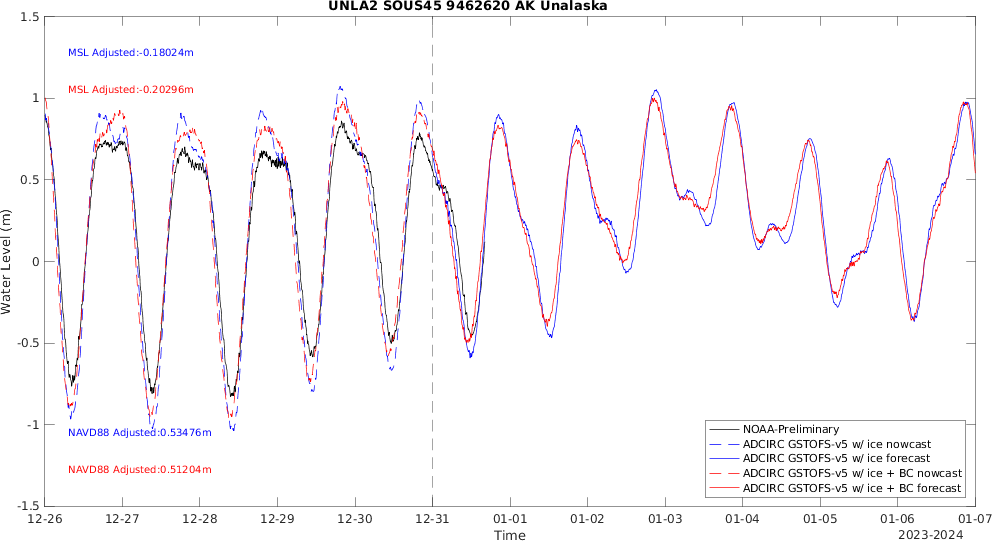 UNLA2 SOUS45 9462620 AK Unalaska
1.5
1
0.5
0
-0.5
-1
-1.5
Water Level (m)
MSL Adjusted:-0.18024m
MSL Adjusted:-0.20296m
NAVD88 Adjusted:0.53476m
NAVD88 Adjusted:0.51204m
NOAA-Preliminary
ADCIRC GSTOFS-v5 w/ ice nowcast
ADCIRC GSTOFS-v5 w/ ice forecast
ADCIRC GSTOFS-v5 w/ ice + BC nowcast
ADCIRC GSTOFS-v5 w/ ice + BC forecast
12-26 12-27 12-28 12-29 12-30 12-31 01-01 01-02 01-03 01-04 01-05 01-06 01-07
Time
2023-2024